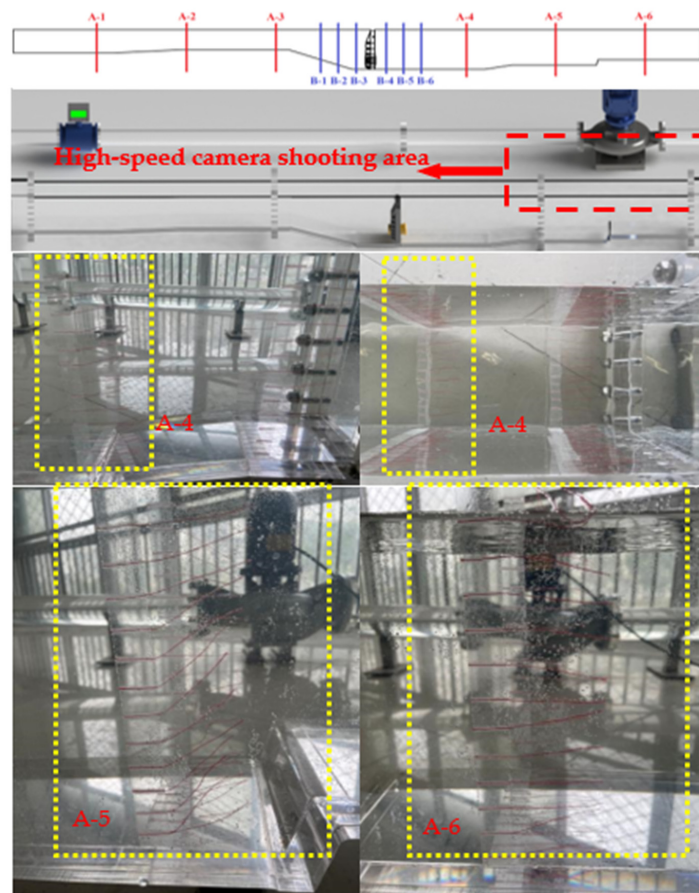 A-1 A-2 A-3 A-4 A-5 A-6
B-1 B-2 B-3 B-4 B-5 B-6
High-speed camera shooting area
A-4 A-4
A-5 A-6